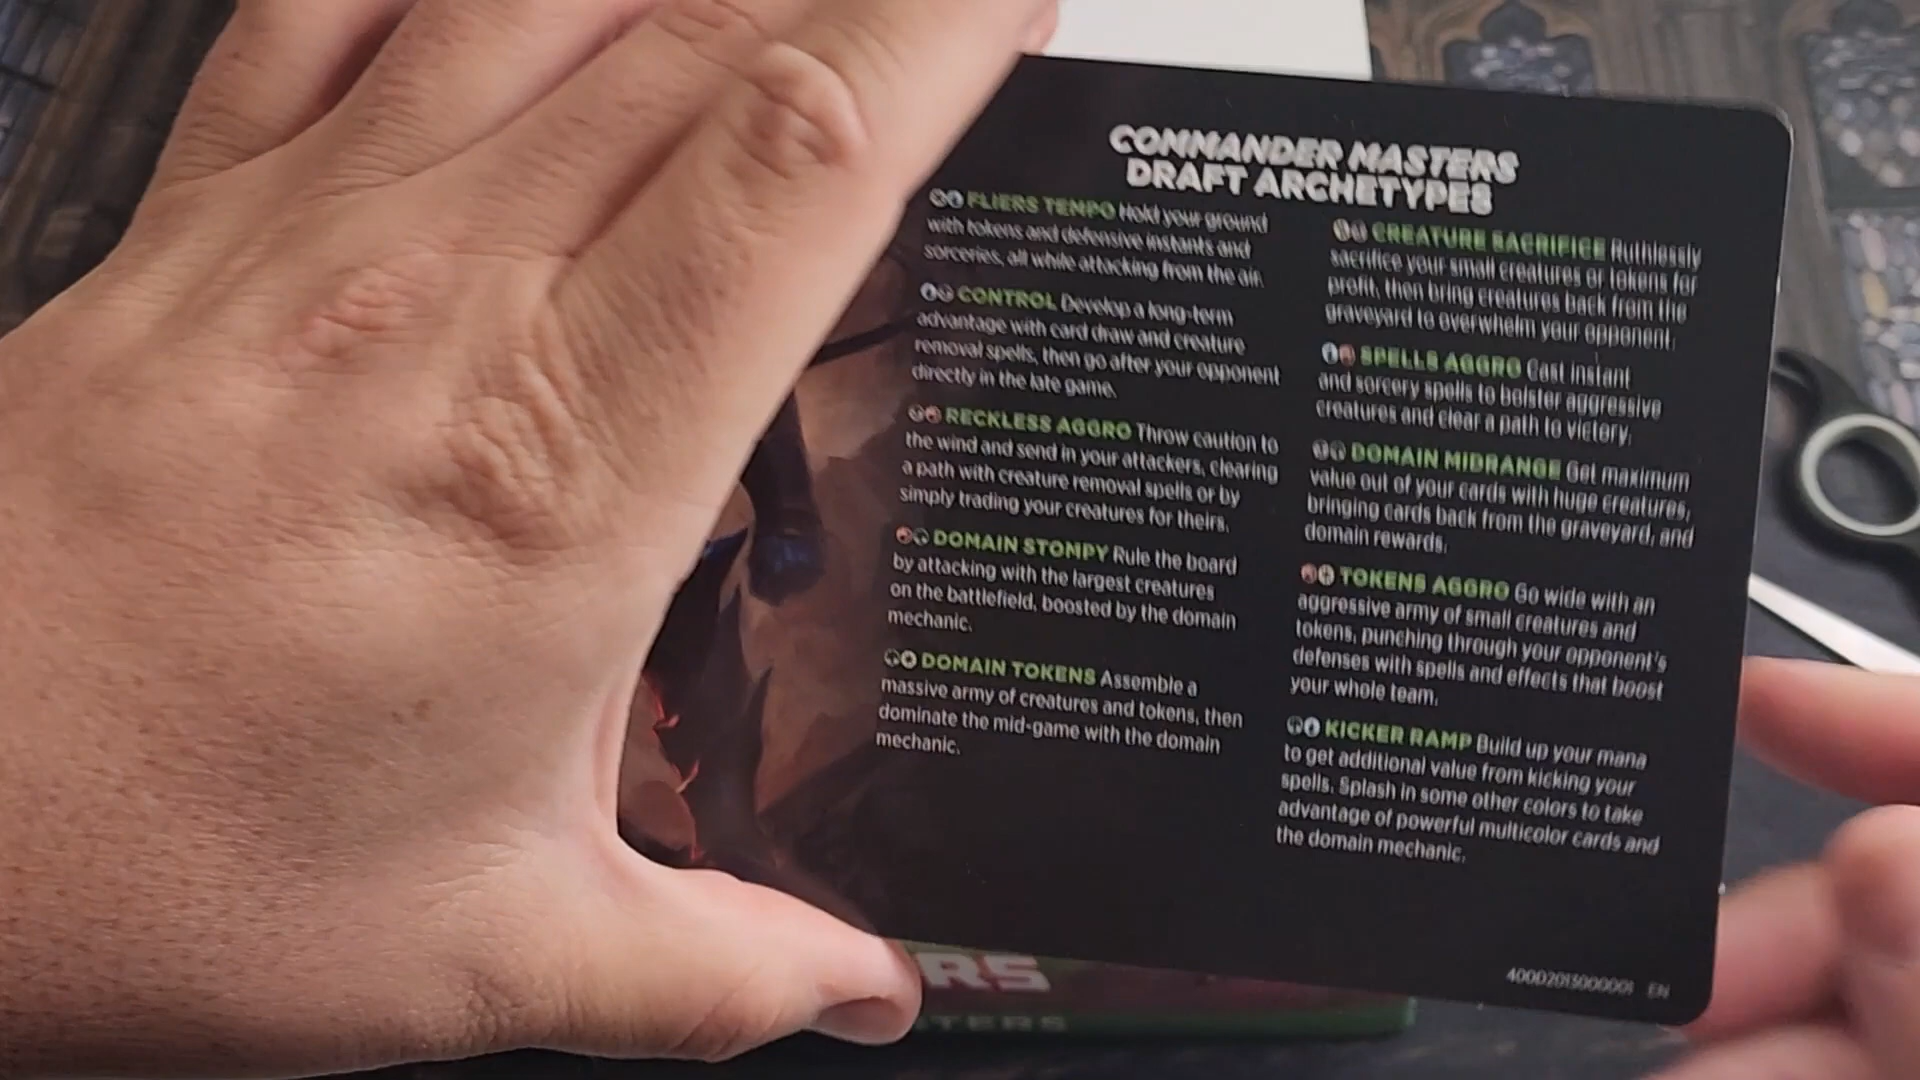 COMMANDER MASTERS
DRAFT ARCHETYPES
FLIERS TEMPO Hold your ground
with tokens and defensive instants and
sorceries, all while attacking from the air.
CONTROL Develop a long-term
advantage with card draw and creature
removal spells, then go after your opponent
directly in the late game.
RECKLESS AGGRO Throw caution to
the wind and send in your attackers, clearing
a path with creature removal spells or by
simply trading your creatures for theirs.
DOMAIN STOMPY Rule the board
by attacking with the largest creatures
on the battlefield, boosted by the domain
mechanic.
DOMAIN TOKENS Assemble a
massive army of creatures and tokens, then
dominate the mid-game with the domain
mechanic.
CREATURE SACRIFICE Ruthlessly
sacrifice your small creatures or tokens for
profit, then bring creatures back from the
graveyard to overwhelm your opponent.
SPELLS AGGRO Cast instant
and sorcery spells to bolster aggressive
creatures and clear a path to victory.
DOMAIN MIDRANGE Get maximum
value out of your cards with huge creatures,
bringing cards back from the graveyard, and
domain rewards.
TOKENS AGGRO Go wide with an
aggressive army of small creatures and
tokens, punching through your opponent's
defenses with spells and effects that boost
your whole team.
KICKER RAMP Build up your mana
to get additional value from kicking your
spells. Splash in some other colors to take
advantage of powerful multicolor cards and
the domain mechanic.
EN
RS
TERS